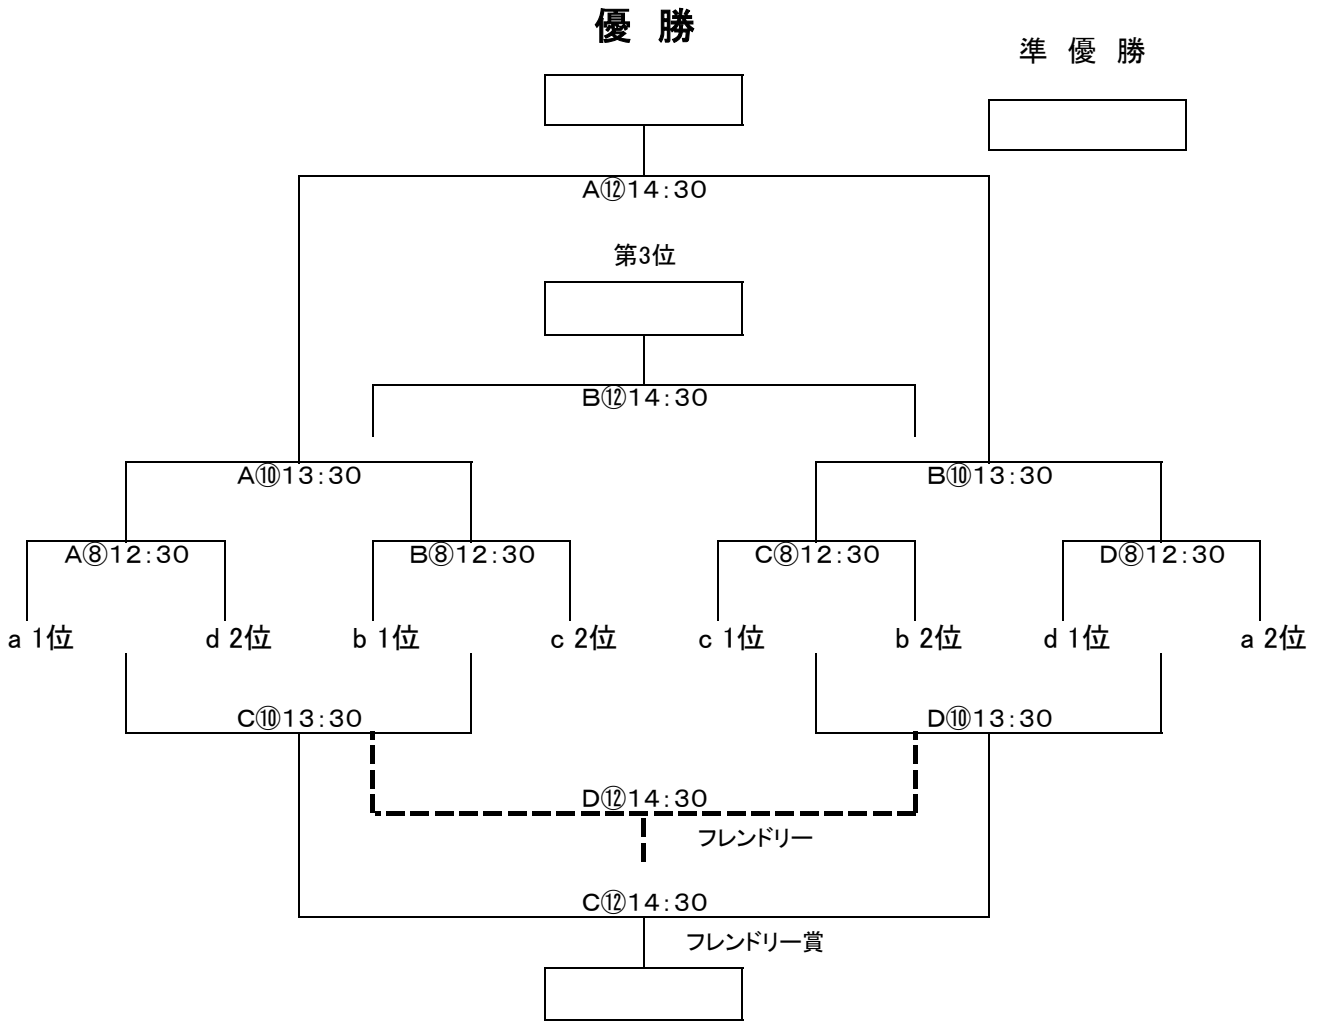 優 勝
準 優 勝
A⑫14:30
第3位
B⑫14:30
A⑩13:30
B⑩13:30
A⑧12:30
B⑧12:30
C⑧12:30
D⑧12:30
a 1位
d 2位
b 1位
c 2位
c 1位
b 2位
d 1位
a 2位
C⑩13:30
D⑩13:30
D⑫14:30
フレンドリー
C⑫14:30
フレンドリー賞